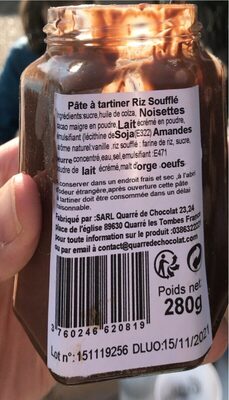 Pâte à tartiner Riz Soufflé
Ingrédients:sucre,huile de colza, Noisettes
cacao maigre en poudre, Lait écrémé en poudre,
emulsifiant (lécithine de Soja(E322) Amandes
arôme naturel vanille ,riz soufflé : farine de riz, sucre,
beurre concentré,eau,sel,emulsifiant :E471
poudre de lait écrémé,malt d'orge .oeufs
A conserver dans un endroit frais et sec ,à l'abri
d'odeur étrangère,après ouverture cette pâte
à tartiner doit être consommée dans un délai
raisonnable.
Fabriqué par :SARL Quarré de Chocolat 23,24
Place de l'église 89630 Quarré les Tombes France
Pour toute information sur le produit :0386322
ou par email à contact@quarredechocolat.com
Poids net:
280g
3 760246 620819
Lot n°:151119256 DLUO:15/11/2021